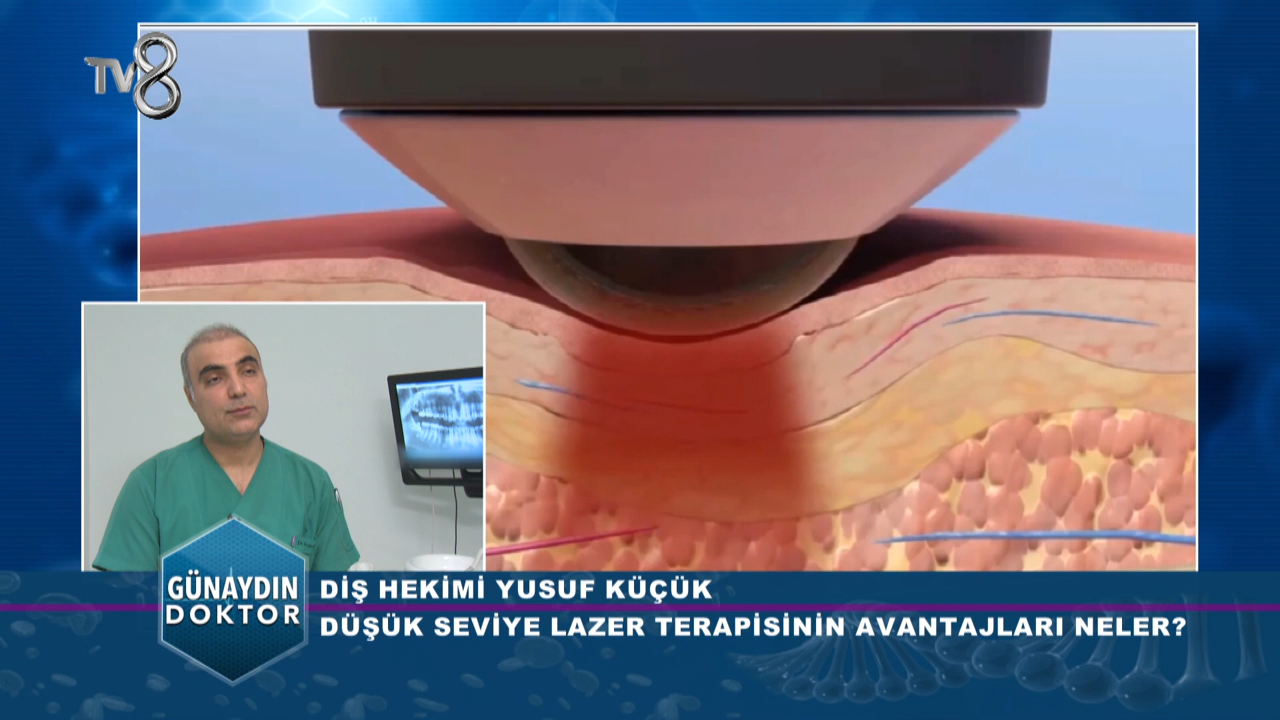 TV8
GÜNAYDIN
DOKTOR
DİŞ HEKİMİ YUSUF KÜÇÜK
DÜŞÜK SEVİYE LAZER TERAPİSİNİN AVANTAJLARI NELER?